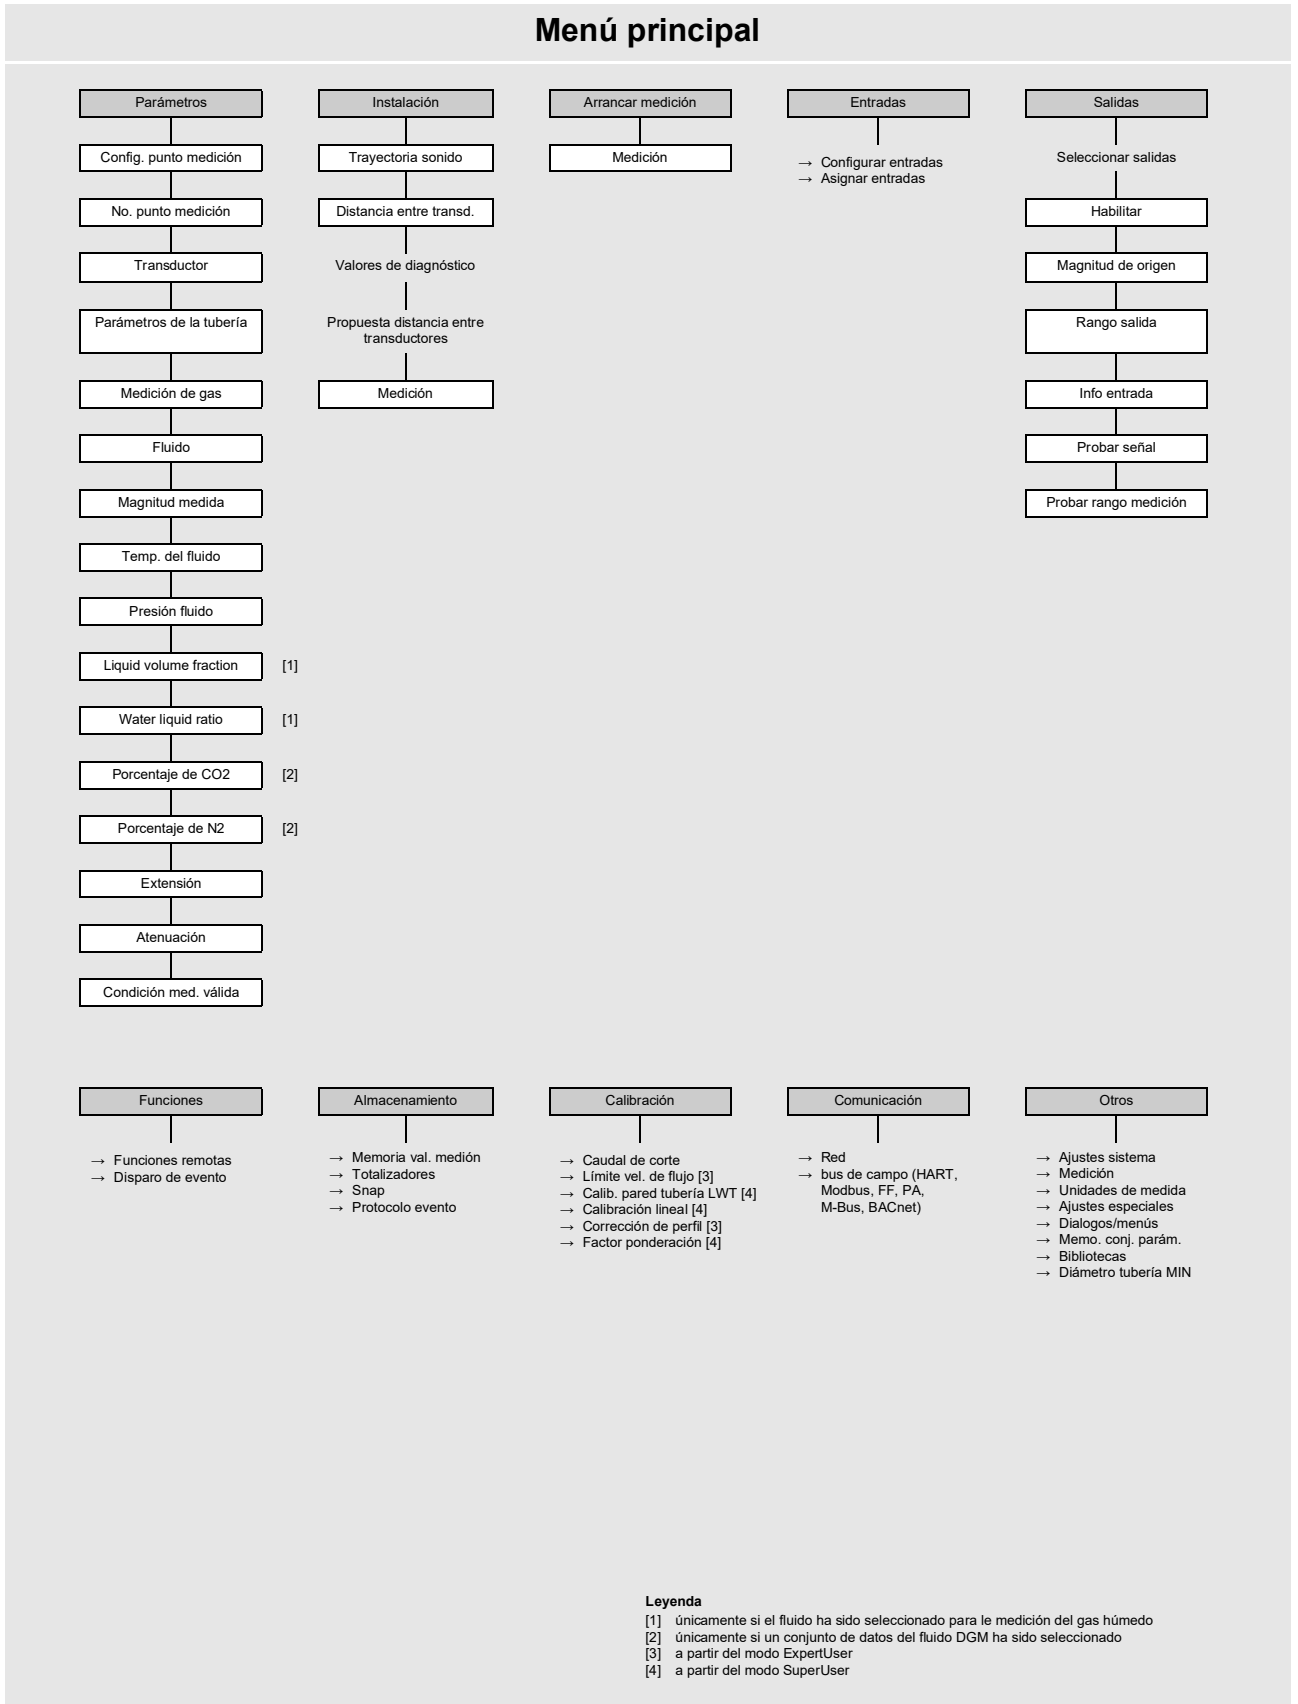 Menú principal
Parámetros
Config. punto medición
No. punto medición
Transductor
Parámetros de la tubería
Medición de gas
Fluido
Magnitud medida
Temp. del fluido
Presión fluido
Liquid volume fraction [1]
Water liquid ratio [1]
Porcentaje de CO2 [2]
Porcentaje de N2 [2]
Extensión
Atenuación
Condición med. válida
Instalación
Trayectoria sonido
Distancia entre transd.
Valores de diagnóstico
Propuesta distancia entre
transductores
Medición
Arrancar medición
Medición
Entradas
→ Configurar entradas
→ Asignar entradas
Salidas
Seleccionar salidas
Habilitar
Magnitud de origen
Rango salida
Info entrada
Probar señal
Probar rango medición
Funciones
→ Funciones remotas
→ Disparo de evento
Almacenamiento
→ Memoria val. medión
→ Totalizadores
→ Snap
→ Protocolo evento
Calibración
→ Caudal de corte
→ Límite vel. de flujo [3]
→ Calib. pared tubería LWT [4]
→ Calibración lineal [4]
→ Corrección de perfil [3]
→ Factor ponderación [4]
Comunicación
→ Red
→ bus de campo (HART,
Modbus, FF, PA,
M-Bus, BACnet)
Otros
→ Ajustes sistema
→ Medición
→ Unidades de medida
→ Ajustes especiales
→ Dialogos/menús
→ Memo. conj. parám.
→ Bibliotecas
→ Diámetro tubería MIN
Leyenda
[1] únicamente si el fluido ha sido seleccionado para le medición del gas húmedo
[2] únicamente si un conjunto de datos del fluido DGM ha sido seleccionado
[3] a partir del modo ExpertUser
[4] a partir del modo SuperUser